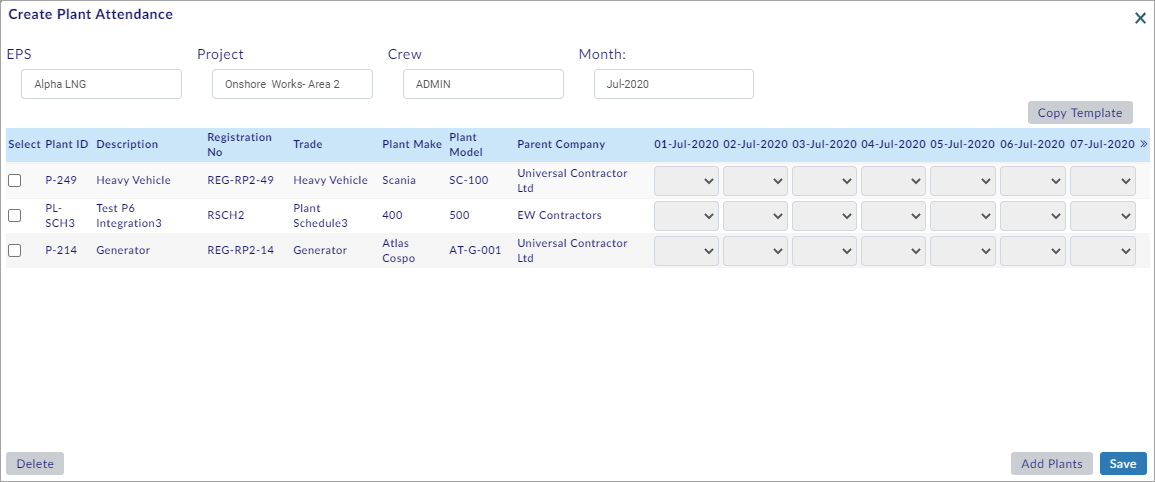 Create Plant Attendance
×
EPS Project Crew Month:
Alpha LNG Onshore Works- Area 2 ADMIN Jul-2020
Copy Template
Select Plant ID Description Registration No Trade Plant Make Plant Model Parent Company 01-Jul-2020 02-Jul-2020 03-Jul-2020 04-Jul-2020 05-Jul-2020 06-Jul-2020 07-Jul-2020 »
P-249 Heavy Vehicle REG-RP2-49 Heavy Vehicle Scania SC-100 Universal Contractor Ltd
PL-SCH3 Test P6 Integration3 RSCH2 Plant Schedule3 400 500 EW Contractors
P-214 Generator REG-RP2-14 Generator Atlas Cospo AT-G-001 Universal Contractor Ltd
Delete Add Plants Save